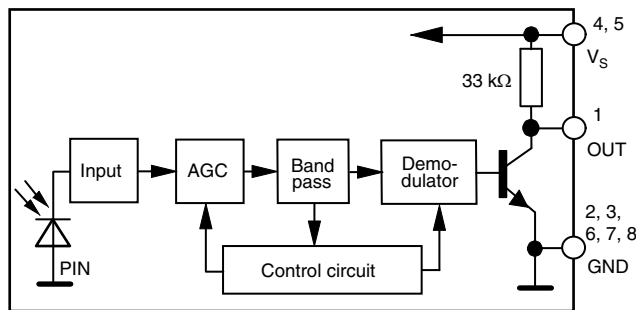 4, 5
V_S
33 kΩ
1
OUT
Input
AGC
Band
pass
Demo-
dulator
2, 3,
6, 7, 8
GND
PIN
Control circuit